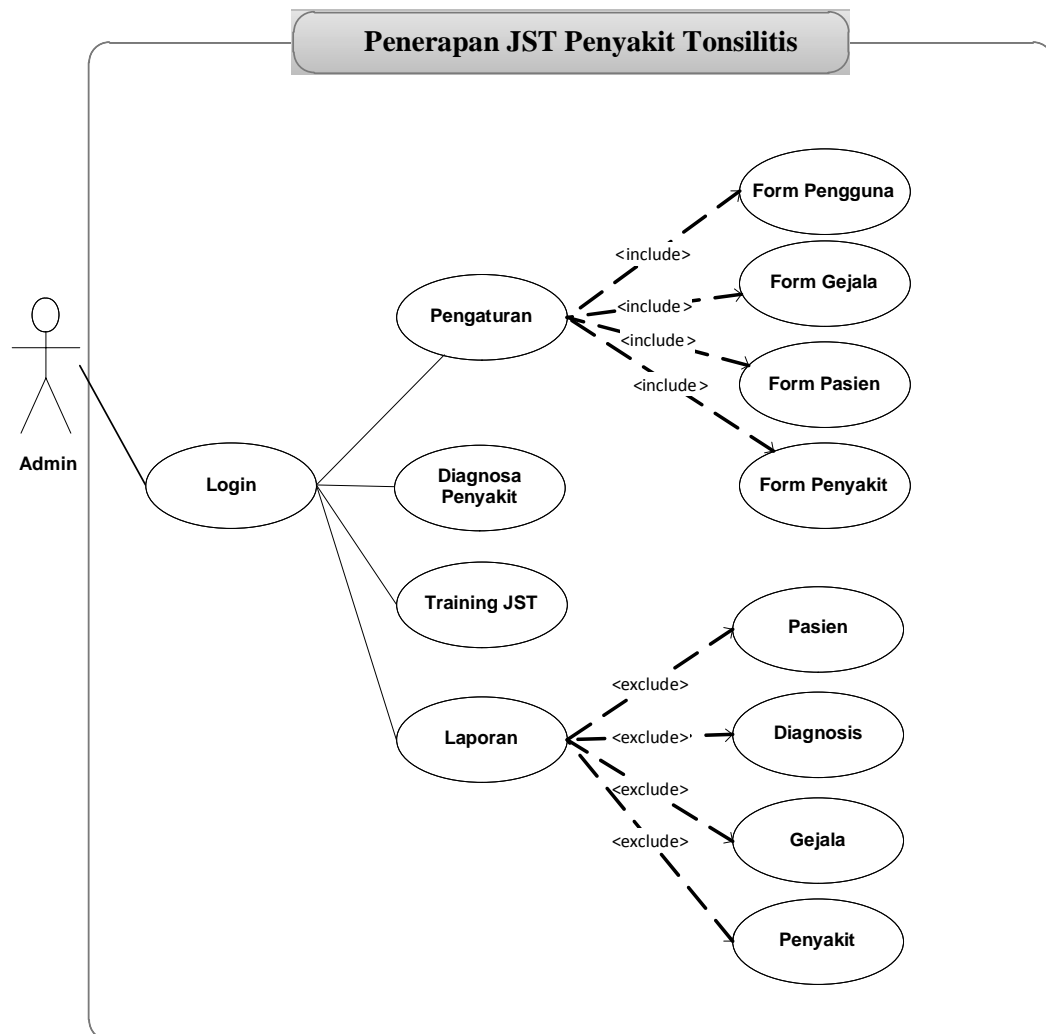 Penerapan JST Penyakit Tonsilitis
Form Pengguna
<include>
Form Gejala
Pengaturan
<include>
<include>
Form Pasien
<include>
Admin
Login
Diagnosa
Penyakit
Form Penyakit
Training JST
Pasien
<exclude>
Laporan
<exclude>
Diagnosis
<exclude>
Gejala
<exclude>
Penyakit